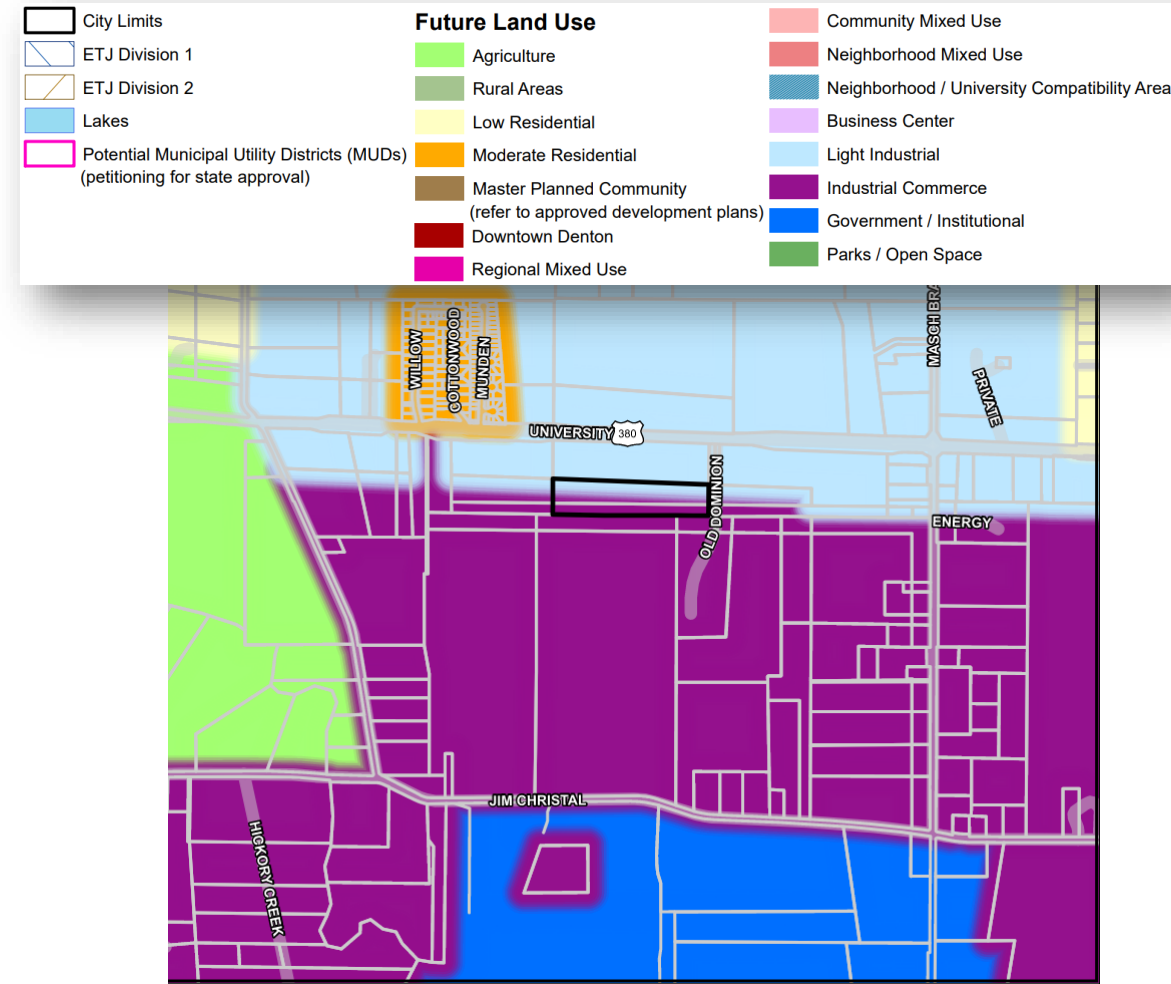 City Limits
ETJ Division 1
ETJ Division 2
Lakes
Potential Municipal Utility Districts (MUDs)
(petitioning for state approval)
Future Land Use
Agriculture
Rural Areas
Low Residential
Moderate Residential
Master Planned Community
(refer to approved development plans)
Downtown Denton
Regional Mixed Use
Community Mixed Use
Neighborhood Mixed Use
Neighborhood / University Compatibility Area
Business Center
Light Industrial
Industrial Commerce
Government / Institutional
Parks / Open Space
WILLOW
COTTONWOOD
MUNDEN
MASCH BRA
PRIVATE
UNIVERSITY
380
OLD DOMINION
ENERGY
JIM CHRISTAL
HICKORY CREEK